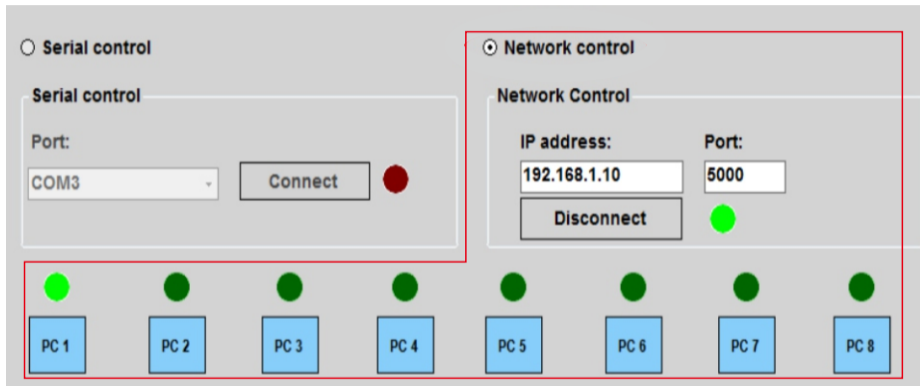 Serial control
Network control
Serial control
Network Control
Port:
IP address:
Port:
COM3
Connect
192.168.1.10
5000
Disconnect
PC 1
PC 2
PC 3
PC 4
PC 5
PC 6
PC 7
PC 8